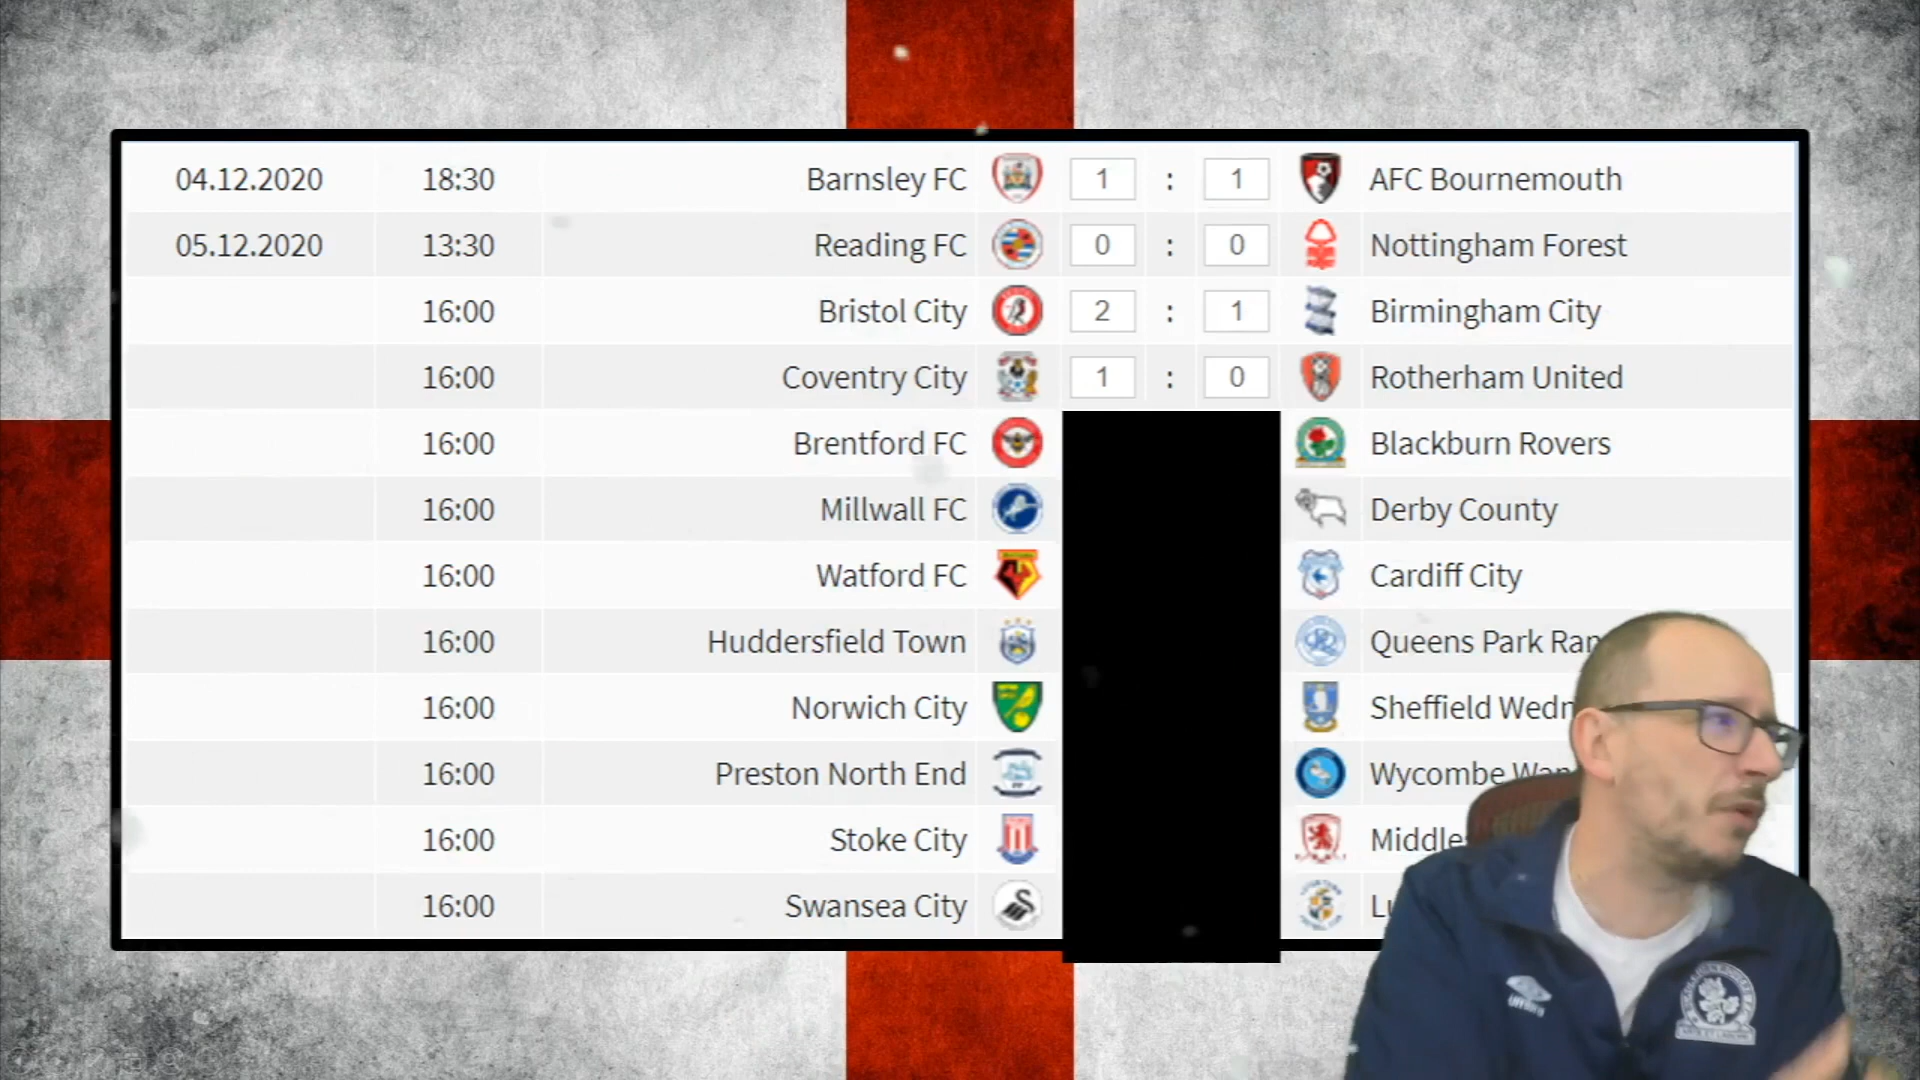 04.12.2020 18:30 Barnsley FC 1 : 1 AFC Bournemouth
05.12.2020 13:30 Reading FC 0 : 0 Nottingham Forest
16:00 Bristol City 2 : 1 Birmingham City
16:00 Coventry City 1 : 0 Rotherham United
16:00 Brentford FC Blackburn Rovers
16:00 Millwall FC Derby County
16:00 Watford FC Cardiff City
16:00 Huddersfield Town Queens Park
16:00 Norwich City Sheffield
16:00 Preston North End Wycombe
16:00 Stoke City
16:00 Swansea City
umbro